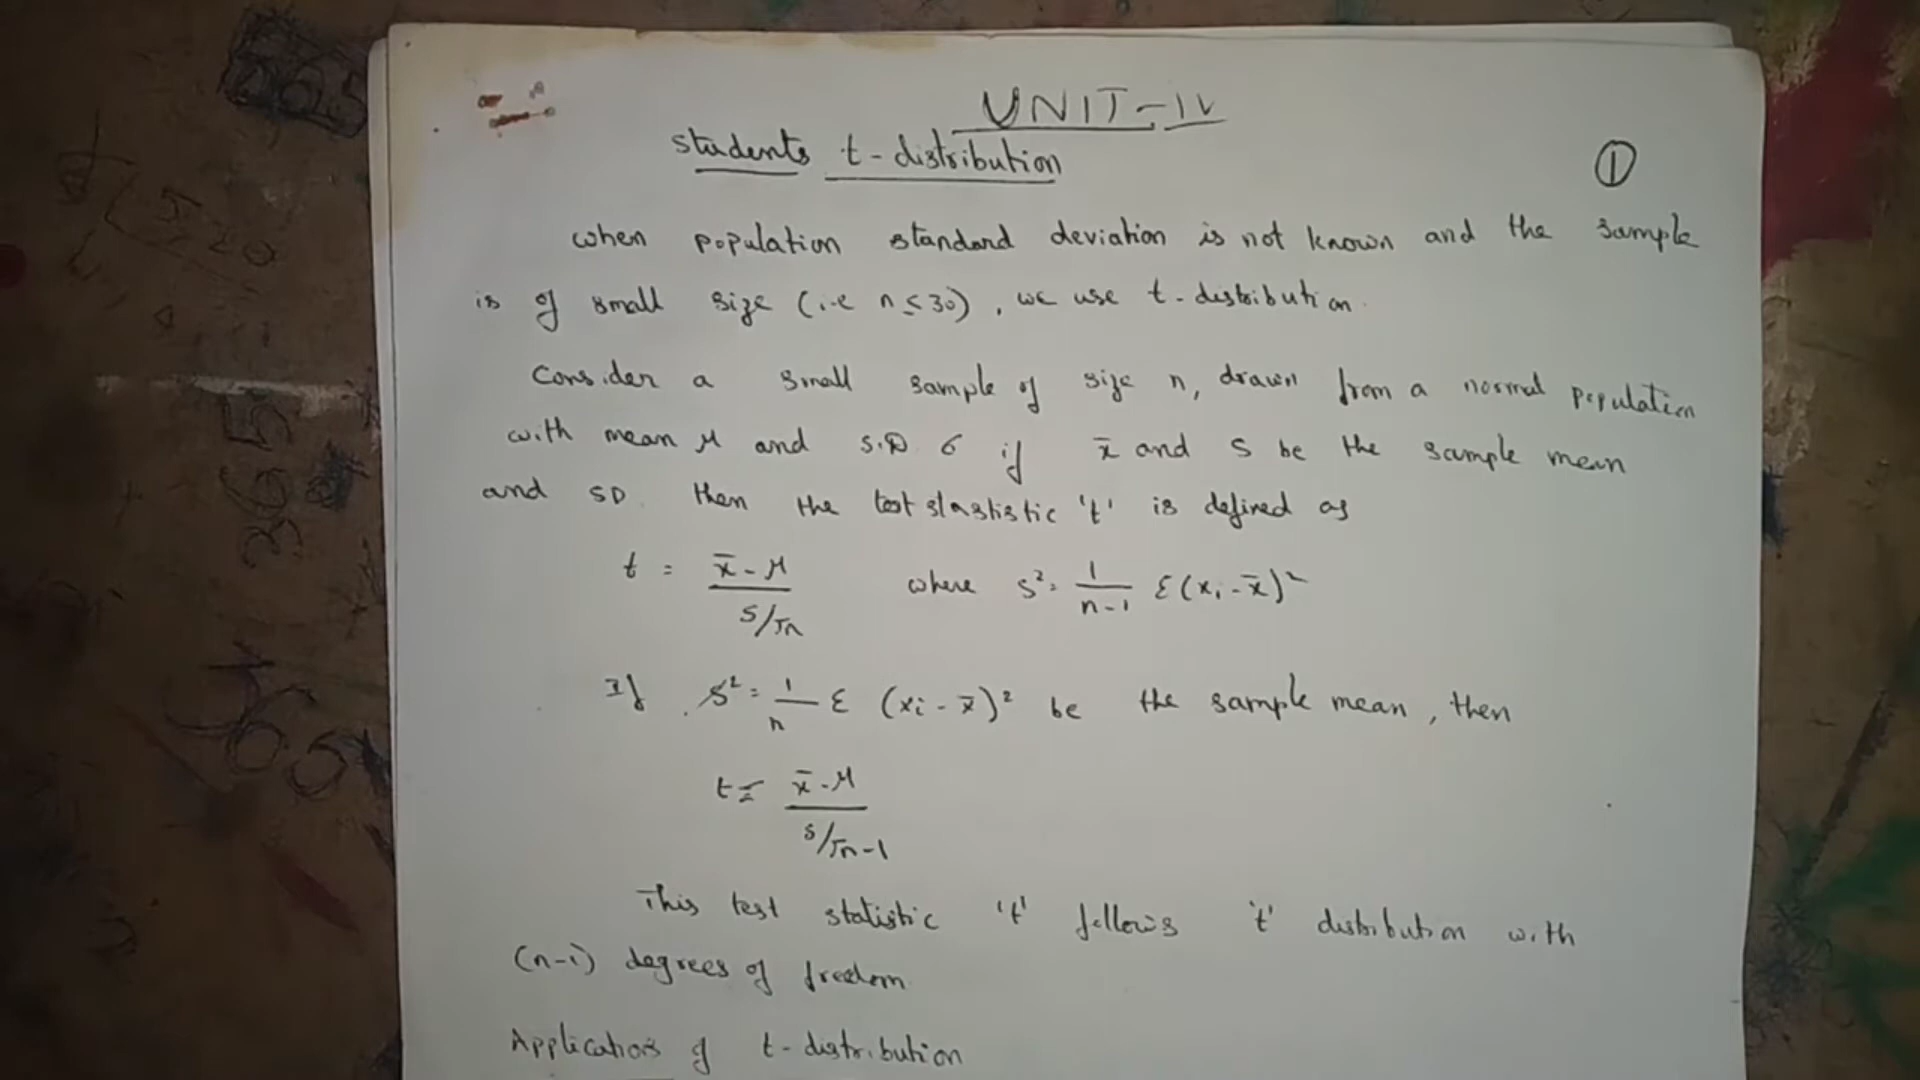 UNIT-IV
students t-distribution
①
when population standard deviation is not known and the sample
is of small size (i.e n≤30), we use t-distribution.
Consider a small sample of size n, drawn from a normal population
with mean μ and S.D. σ if x̄ and S be the sample mean
and SD. then the test stastistic 't' is defined as
t = (x̄ - μ) / (S/√n) where S² = 1/(n-1) Σ(xi - x̄)²
If S² = 1/n Σ (xi - x̄)² be the sample mean, then
t = (x̄ - μ) / (s/√n-1)
This test statistic 't' follows 't' distribution with
(n-1) degrees of freedom
Applications of t-distribution
365